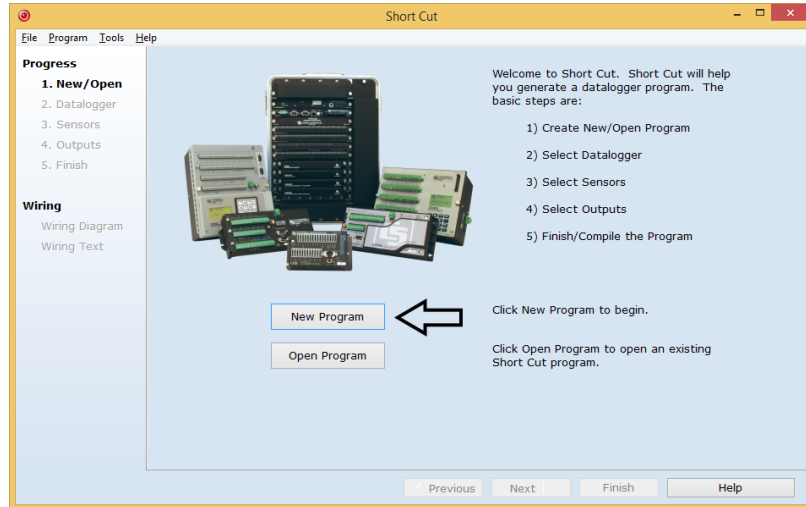 Short Cut
File Program Tools Help
Progress
1. New/Open
2. Datalogger
3. Sensors
4. Outputs
5. Finish
Wiring
Wiring Diagram
Wiring Text
Welcome to Short Cut. Short Cut will help
you generate a datalogger program. The
basic steps are:
1) Create New/Open Program
2) Select Datalogger
3) Select Sensors
4) Select Outputs
5) Finish/Compile the Program
New Program
Click New Program to begin.
Open Program
Click Open Program to open an existing
Short Cut program.
Previous Next Finish Help